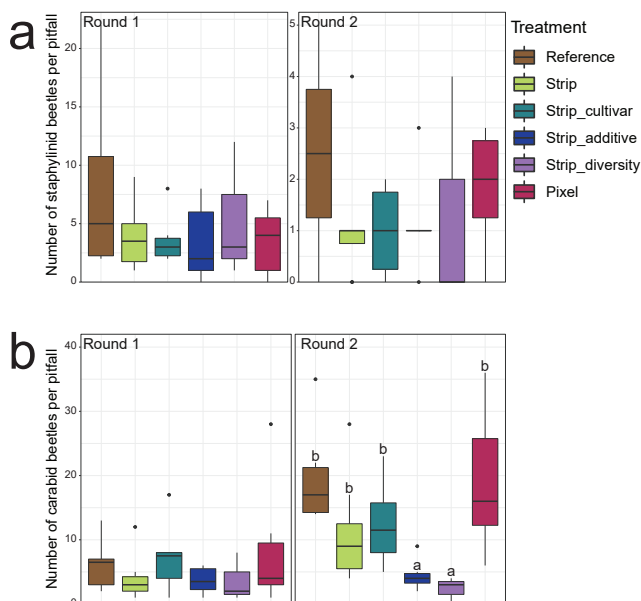 a
Round 1
Round 2
Number of staphylinid beetles per pitfall
20
15
10
5
0
5
4
3
2
1
0
Treatment
Reference
Strip
Strip_cultivar
Strip_additive
Strip_diversity
Pixel
b
Round 1
Round 2
Number of carabid beetles per pitfall
40
30
20
10
b
b
b
a
a
b